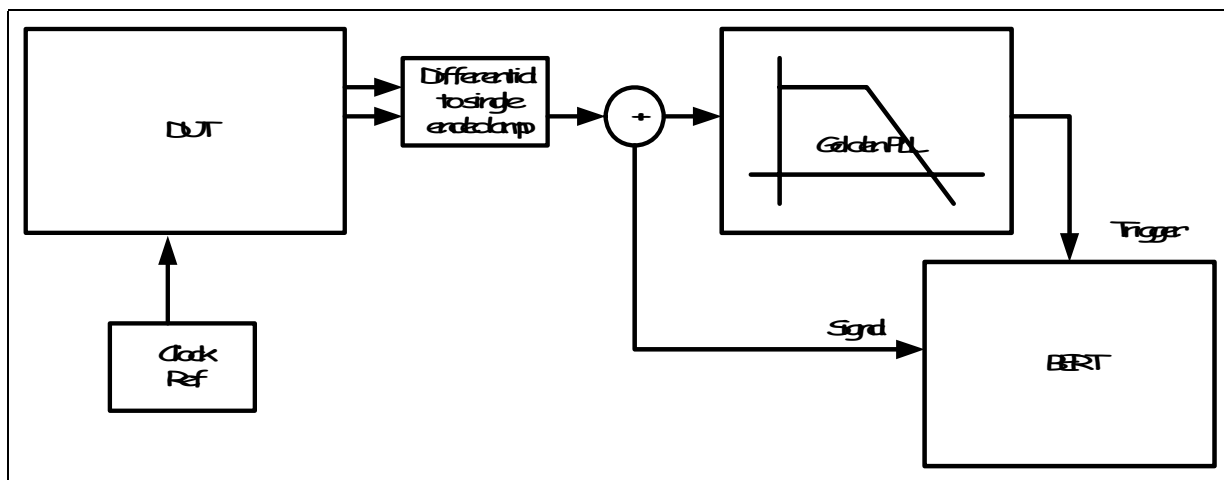 DUT
Differential
to single
ended amp
+
Golden PLL
Trigger
Signal
Clock
Ref
BERT